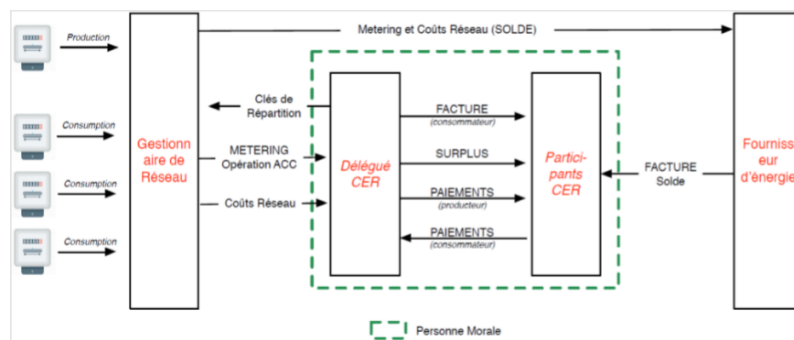 Production
Consumption
Consumption
Consumption
Gestionn
aire de
Réseau
Metering et Coûts Réseau (SOLDE)
Clés de
Répartition
METERING
Opération ACC
Coûts Réseau
Délégué
CER
FACTURE
(consommateur)
SURPLUS
PAIEMENTS
(producteur)
PAIEMENTS
(consommateur)
Partici-
pants
CER
FACTURE
Solde
Fourniss
eur
d'énergie
Personne Morale